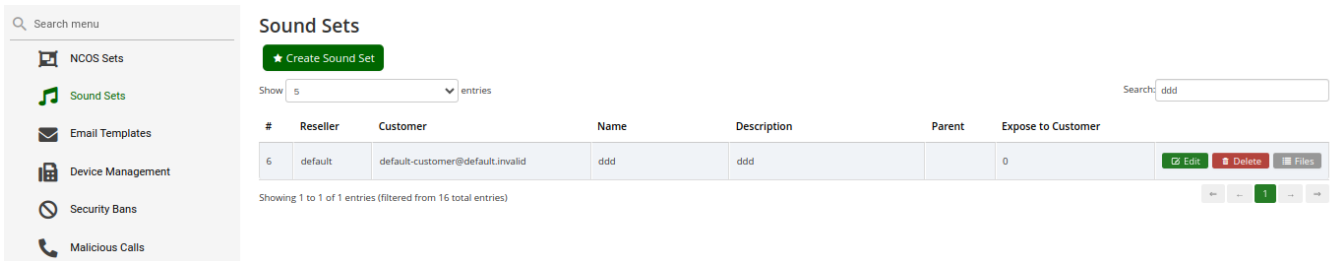 Search menu
NCOS Sets
Sound Sets
Email Templates
Device Management
Security Bans
Malicious Calls
Sound Sets
Create Sound Set
Show 5 entries
Search: ddd
# Reseller Customer Name Description Parent Expose to Customer
6 default default-customer@default.invalid ddd ddd 0 Edit Delete Files
Showing 1 to 1 of 1 entries (filtered from 16 total entries)
⇤ ← 1 → ⇥